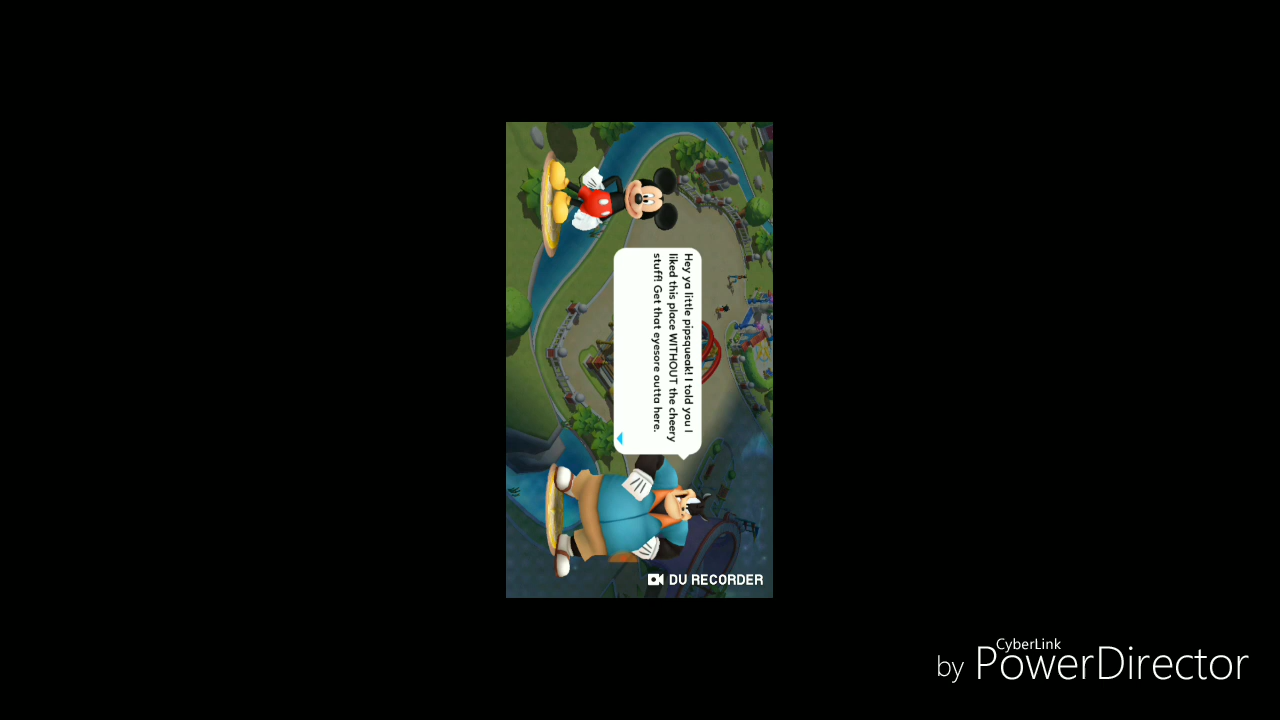 Hey ya little pipsqueak! I told you I
liked this place WITHOUT the cheery
stuff! Get that eyesore outta here.
DU RECORDER
CyberLink
by PowerDirector